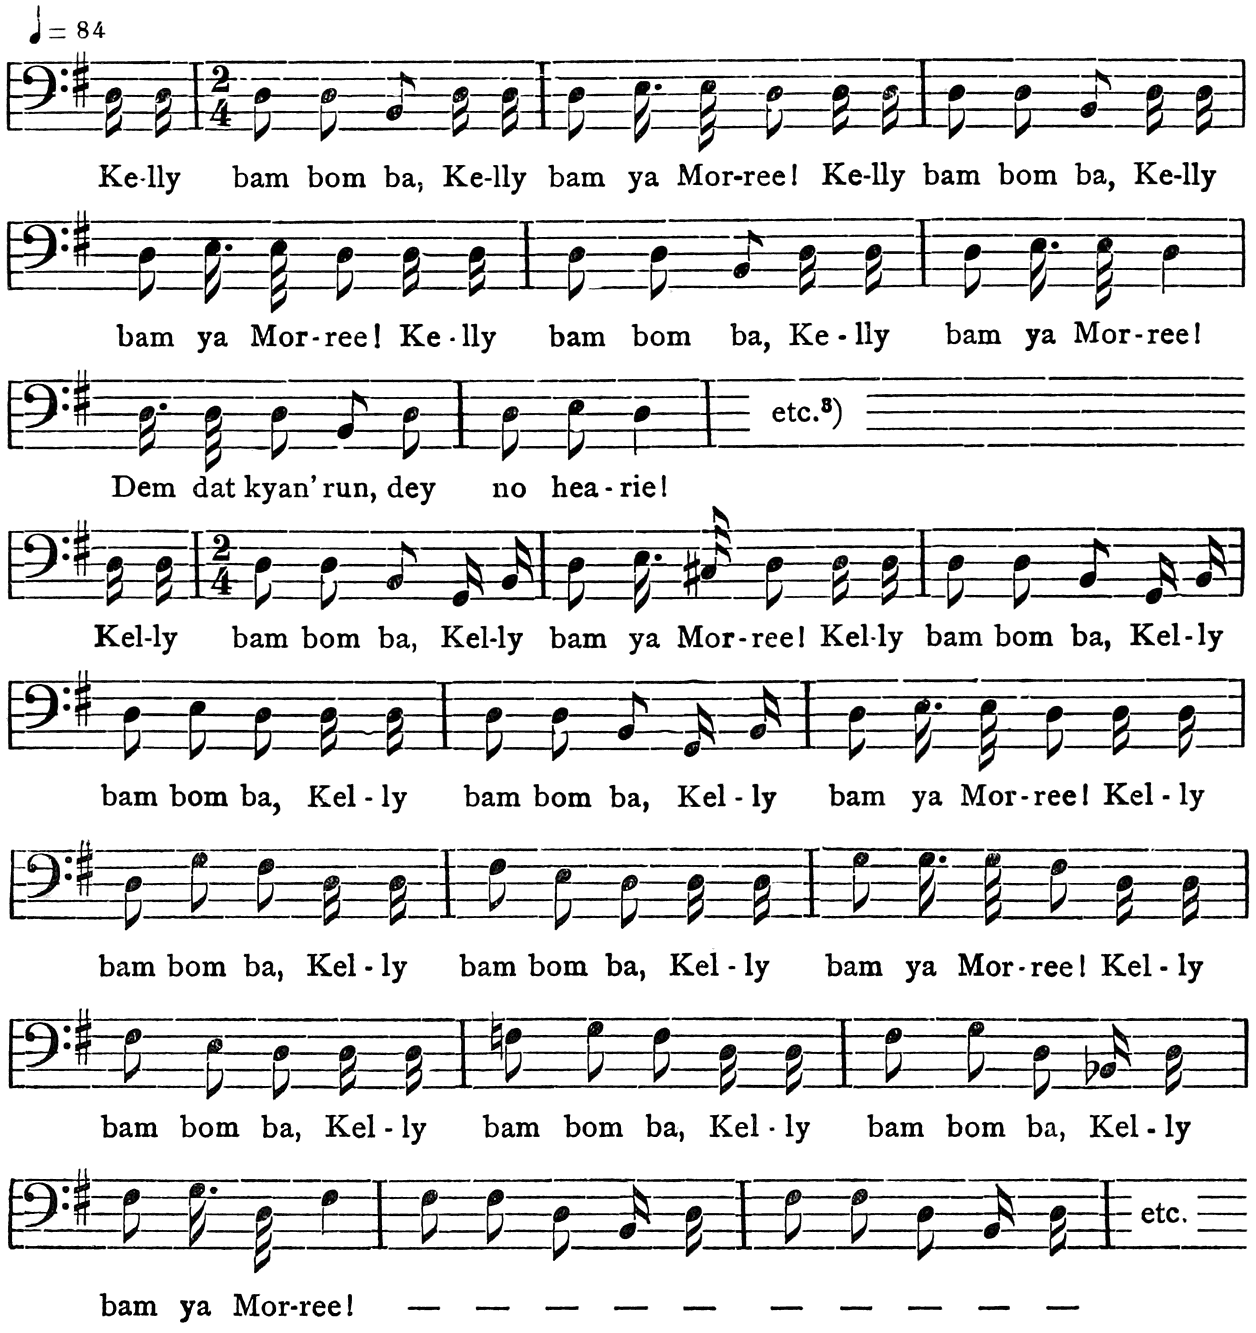 ♩ = 84
2 4
Ke-lly bam bom ba, Ke-lly bam ya Mor-ree! Ke-lly bam bom ba, Ke-lly
bam ya Mor-ree! Ke-lly bam bom ba, Ke-lly bam ya Mor-ree!
etc.³)
Dem dat kyan' run, dey no hea-rie!
2 4
Kel-ly bam bom ba, Kel-ly bam ya Mor-ree! Kel-ly bam bom ba, Kel-ly
bam bom ba, Kel-ly bam bom ba, Kel-ly bam ya Mor-ree! Kel-ly
bam bom ba, Kel-ly bam bom ba, Kel-ly bam ya Mor-ree! Kel-ly
bam bom ba, Kel-ly bam bom ba, Kel-ly bam bom ba, Kel-ly
etc.
bam ya Mor-ree! — — — — — — — — — —